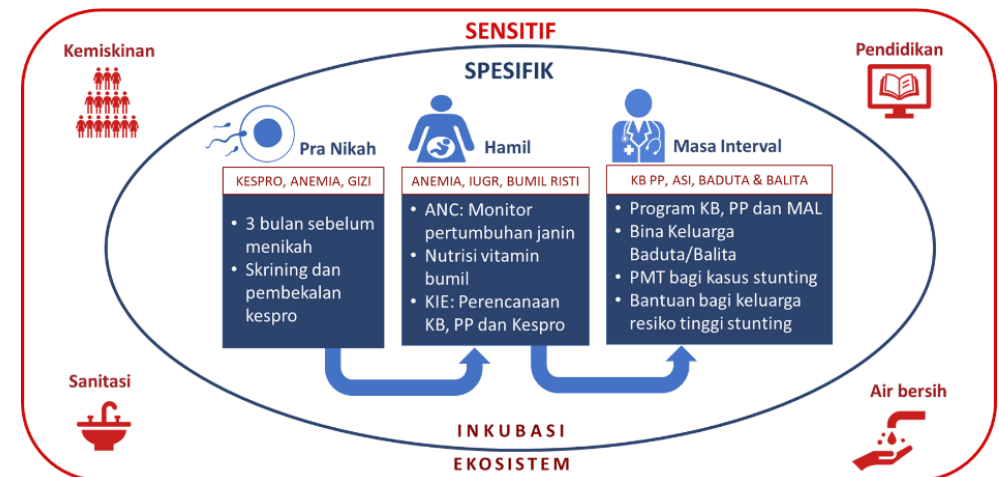 SENSITIF
Kemiskinan
Pendidikan
SPESIFIK
Pra Nikah
KESPRO, ANEMIA, GIZI
• 3 bulan sebelum
menikah
• Skrining dan
pembekalan
kespro
Hamil
ANEMIA, IUGR, BUMIL RISTI
• ANC: Monitor
pertumbuhan janin
• Nutrisi vitamin
bumil
• KIE: Perencanaan
KB, PP dan Kespro
Masa Interval
KB PP, ASI, BADUTA & BALITA
• Program KB, PP dan MAL
• Bina Keluarga
Baduta/Balita
• PMT bagi kasus stunting
• Bantuan bagi keluarga
resiko tinggi stunting
Sanitasi
Air bersih
INKUBASI
EKOSISTEM